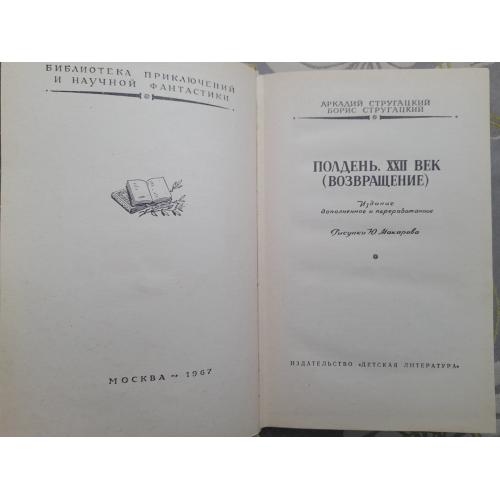 БИБЛИОТЕКА ПРИКЛЮЧЕНИЙ
И НАУЧНОЙ ФАНТАСТИКИ
МОСКВА ~ 1967
АРКАДИЙ СТРУГАЦКИЙ
БОРИС СТРУГАЦКИЙ
ПОЛДЕНЬ. XXII ВЕК
(ВОЗВРАЩЕНИЕ)
Издание
дополненное и переработанное
Рисунки Ю. Макарова
ИЗДАТЕЛЬСТВО «ДЕТСКАЯ ЛИТЕРАТУРА»